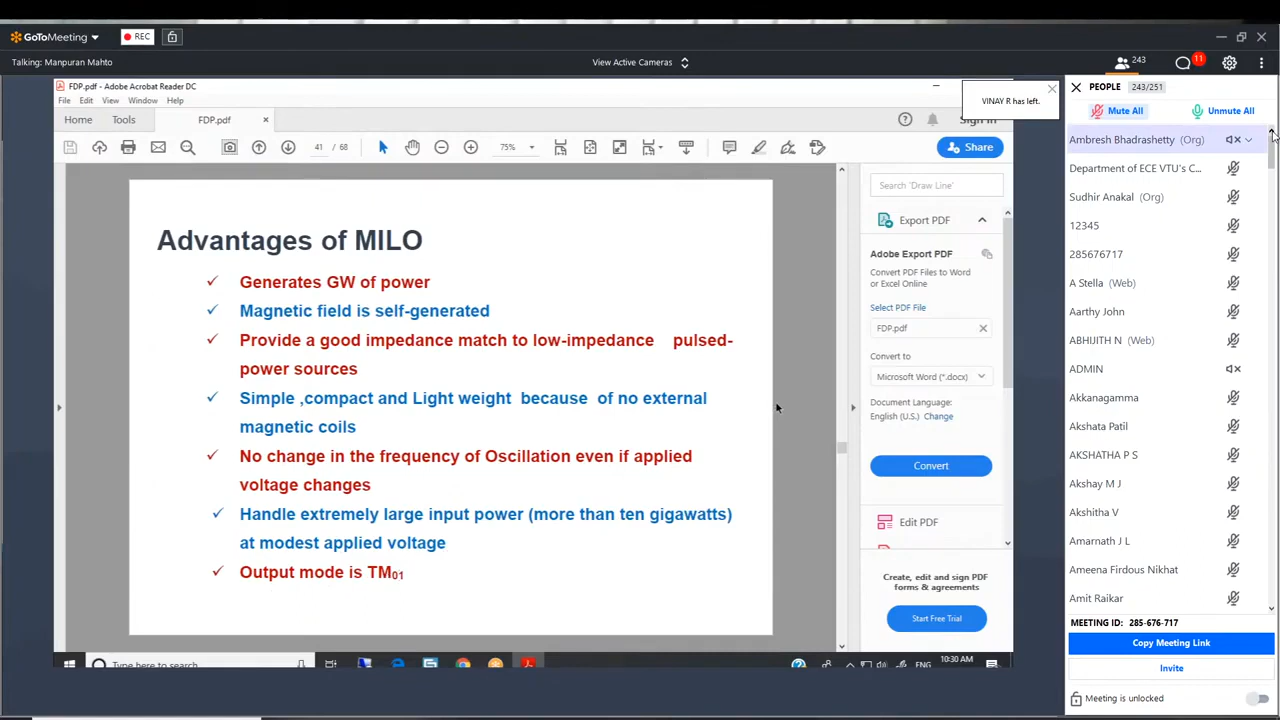 GoToMeeting
REC
Talking: Manpuran Mahto
View Active Cameras
243
11
FDP.pdf - Adobe Acrobat Reader DC
File Edit View Window Help
Home Tools FDP.pdf
41 / 68
75%
Share
VINAY R has left.
Advantages of MILO
Generates GW of power
Magnetic field is self-generated
Provide a good impedance match to low-impedance pulsed-
power sources
Simple ,compact and Light weight because of no external
magnetic coils
No change in the frequency of Oscillation even if applied
voltage changes
Handle extremely large input power (more than ten gigawatts)
at modest applied voltage
Output mode is TM01
Search 'Draw Line'
Export PDF
Adobe Export PDF
Convert PDF Files to Word
or Excel Online
Select PDF File
FDP.pdf
Convert to
Microsoft Word (*.docx)
Document Language:
English (U.S.) Change
Convert
Edit PDF
Create, edit and sign PDF
forms & agreements
Start Free Trial
Type here to search
ENG
10:30 AM
PEOPLE 243/251
Mute All
Unmute All
Ambresh Bhadrashetty (Org)
Department of ECE VTU's C...
Sudhir Anakal (Org)
12345
285676717
A Stella (Web)
Aarthy John
ABHIJITH N (Web)
ADMIN
Akkanagamma
Akshata Patil
AKSHATHA P S
Akshay M J
Akshitha V
Amarnath J L
Ameena Firdous Nikhat
Amit Raikar
MEETING ID: 285-676-717
Copy Meeting Link
Invite
Meeting is unlocked